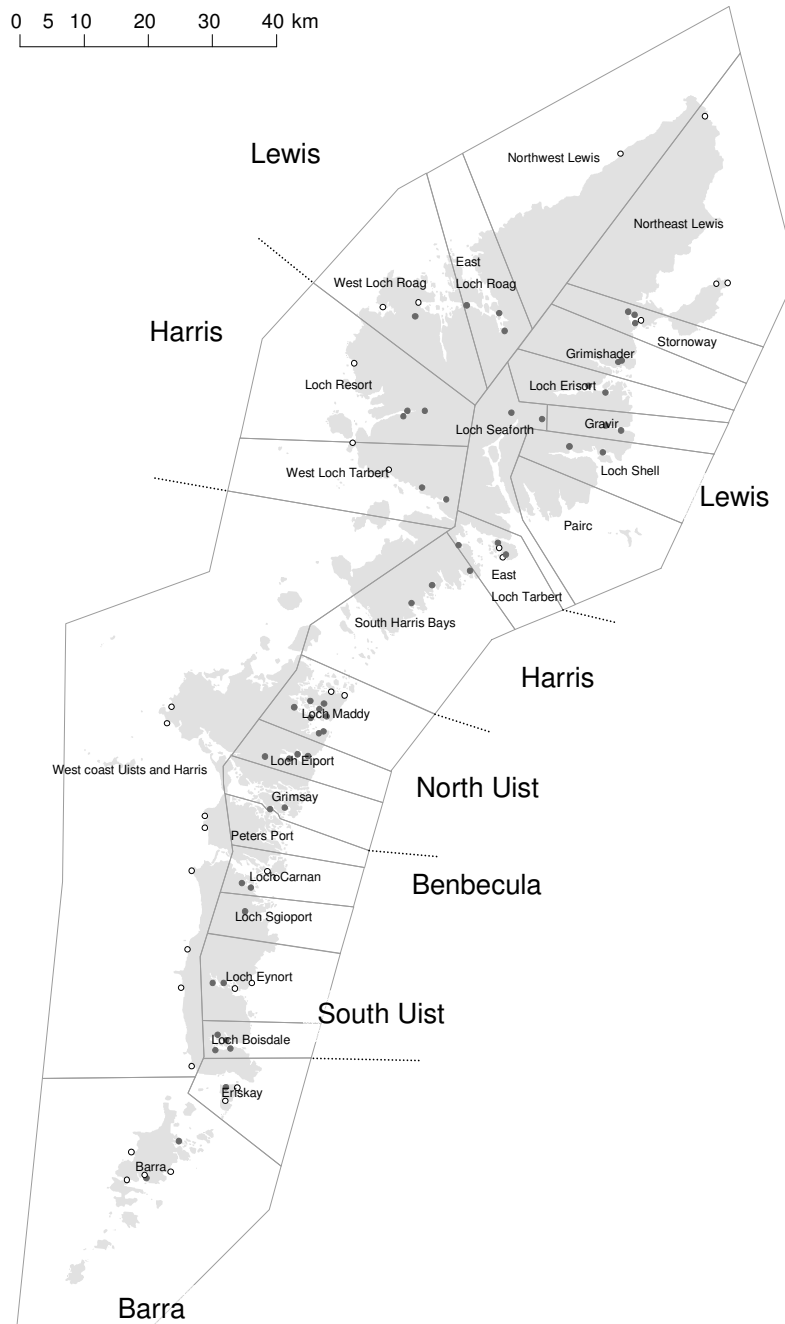 0 5 10 20 30 40 km
Lewis
Northwest Lewis
Northeast Lewis
East
Loch Roag
West Loch Roag
Harris
Stornoway
Grimishader
Loch Resort
Loch Erisort
Loch Seaforth
Gravir
West Loch Tarbert
Loch Shell
Lewis
Pairc
East
Loch Tarbert
South Harris Bays
Harris
Loch Maddy
Loch Eiport
West coast Uists and Harris
North Uist
Grimsay
Peters Port
Loch Carnan
Benbecula
Loch Sgioport
Loch Eynort
South Uist
Loch Boisdale
Eriskay
Barra
Barra